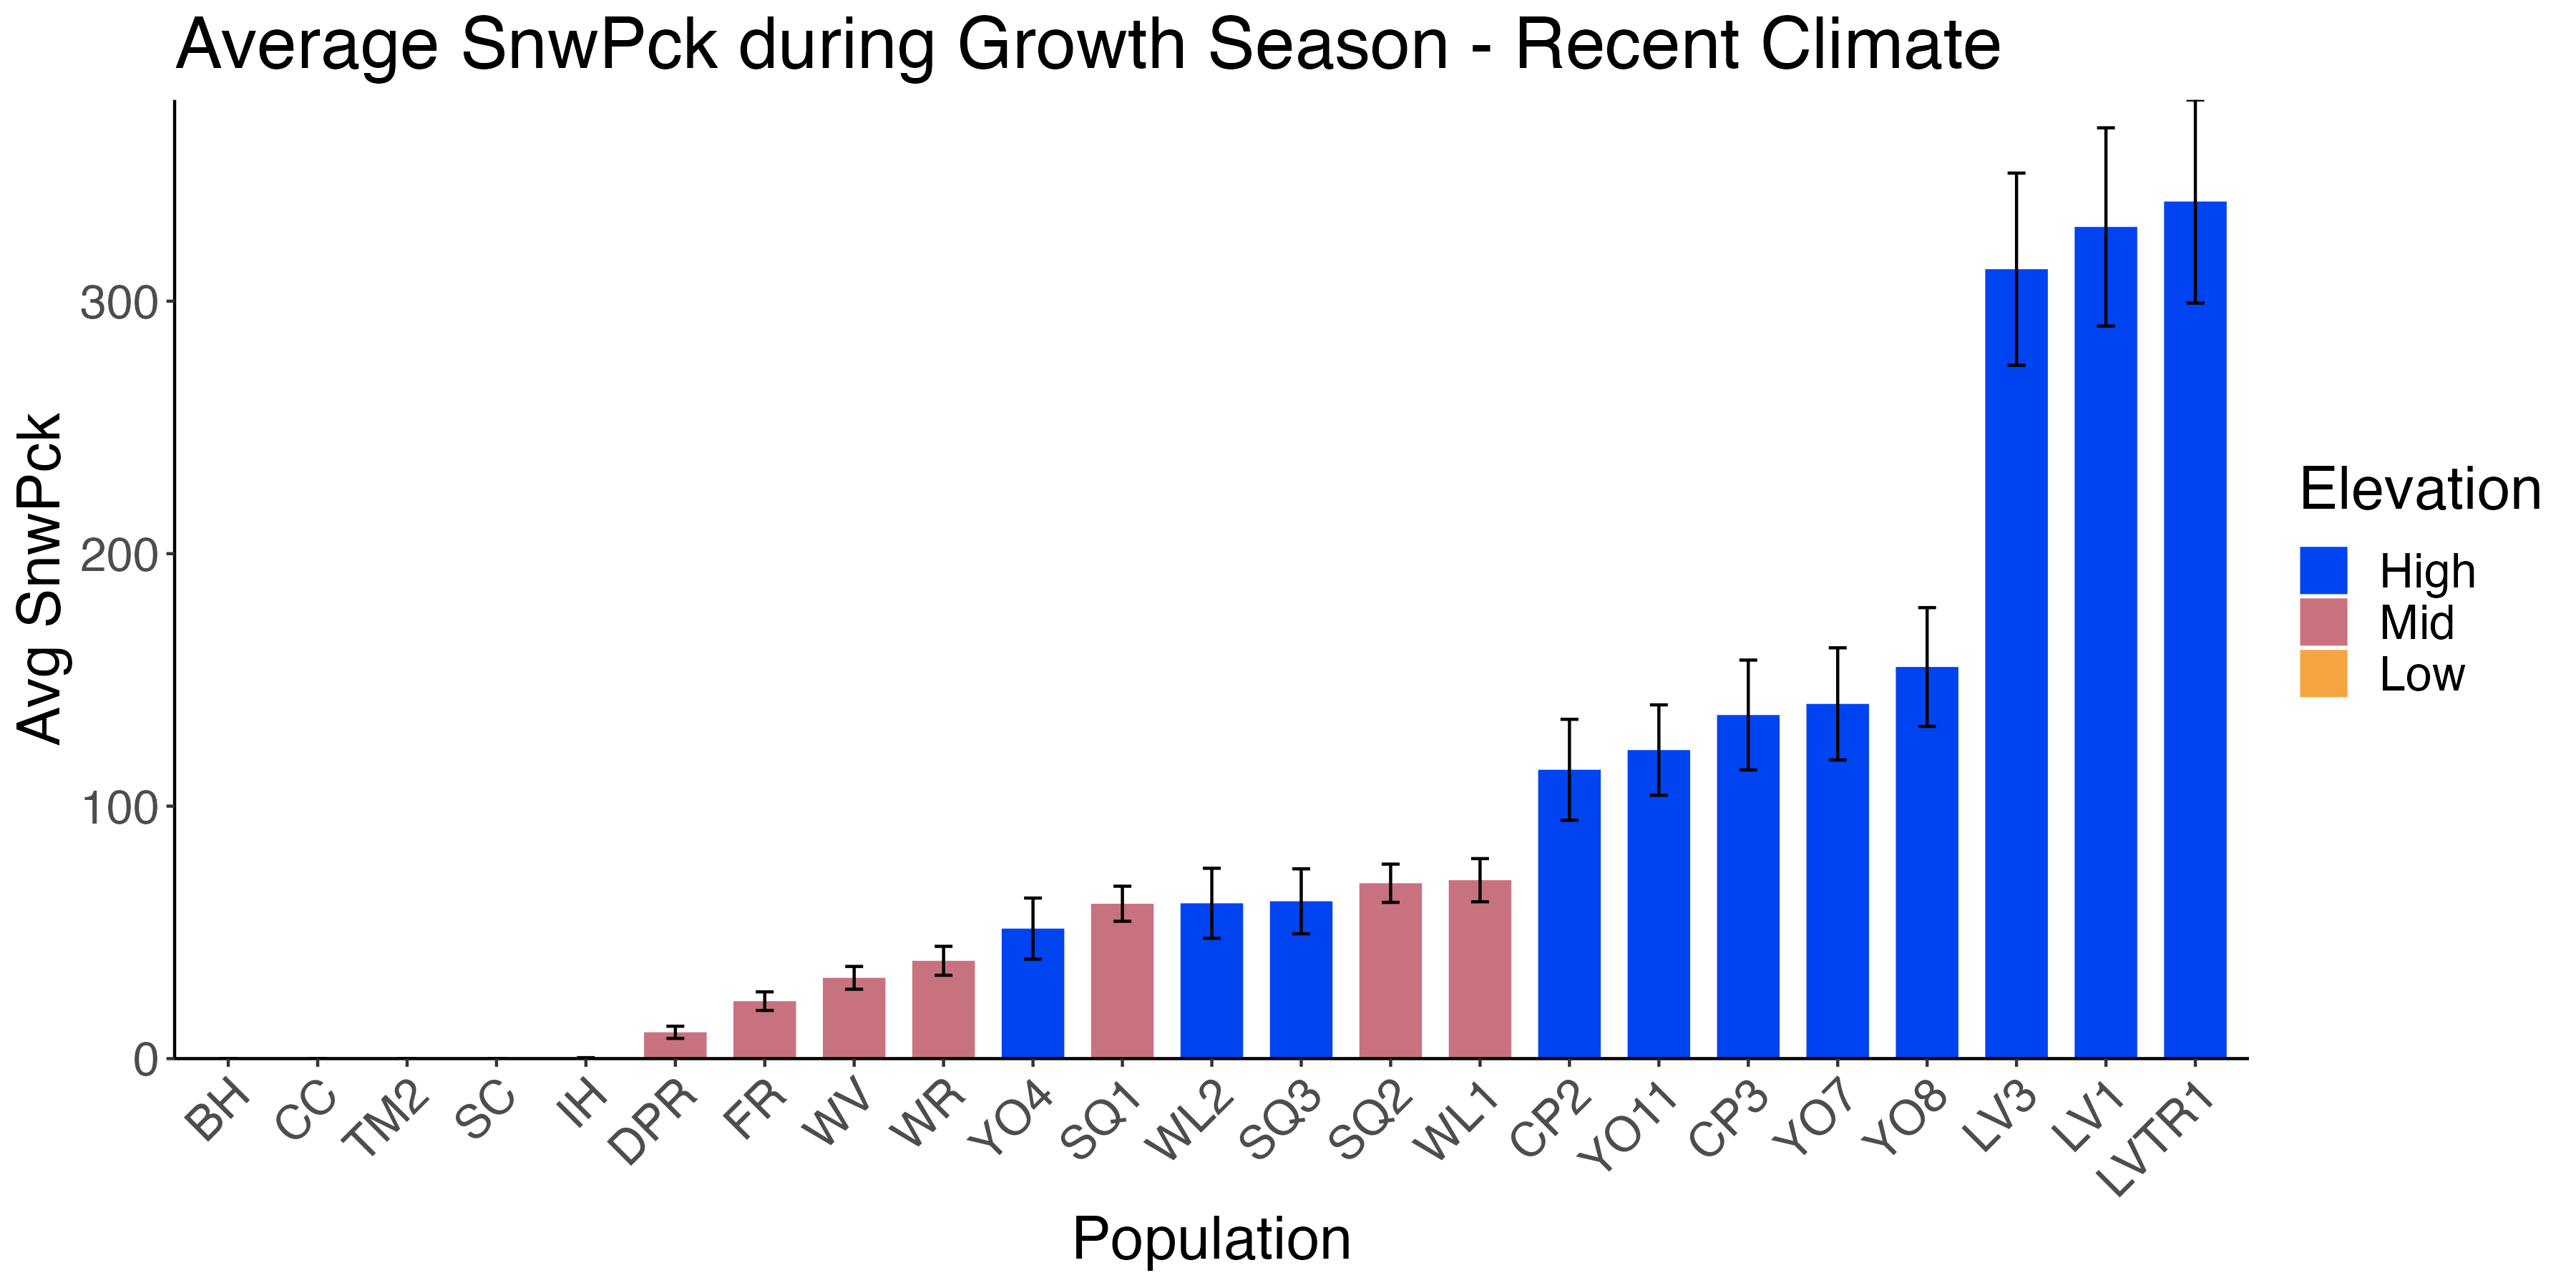 Average SnwPck during Growth Season - Recent Climate
Avg SnwPck
300
200
100
0
BH CC TM2 SC IH DPR FR WV WR YO4 SQ1 WL2 SQ3 SQ2 WL1 CP2 YO11 CP3 YO7 YO8 LV3 LV1 LVTR1
Population
Elevation
High
Mid
Low